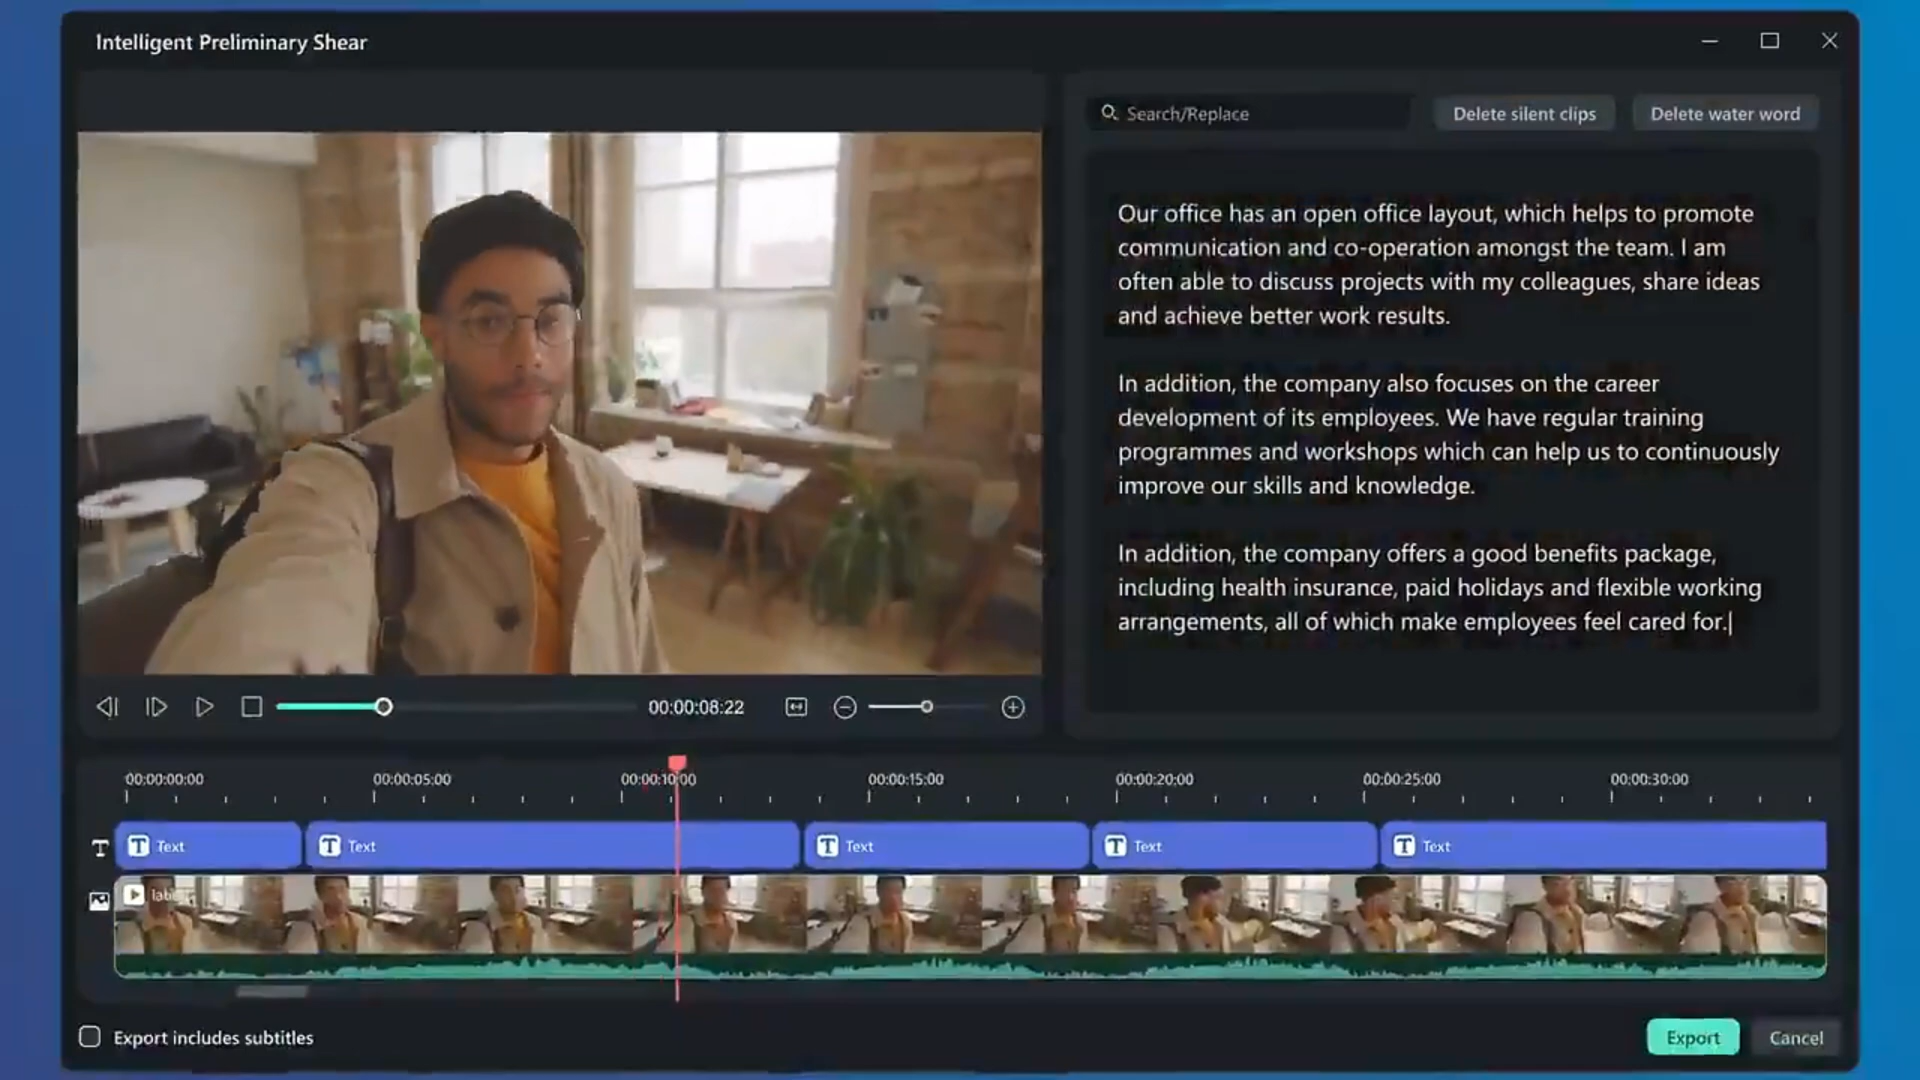 Intelligent Preliminary Shear
Search/Replace
Delete silent clips
Delete water word
Our office has an open office layout, which helps to promote
communication and co-operation amongst the team. I am
often able to discuss projects with my colleagues, share ideas
and achieve better work results.
In addition, the company also focuses on the career
development of its employees. We have regular training
programmes and workshops which can help us to continuously
improve our skills and knowledge.
In addition, the company offers a good benefits package,
including health insurance, paid holidays and flexible working
arrangements, all of which make employees feel cared for.
00:00:08:22
00:00:00:00
00:00:05:00
00:00:10:00
00:00:15:00
00:00:20:00
00:00:25:00
00:00:30:00
Text
Text
Text
Text
Text
Export includes subtitles
Export
Cancel